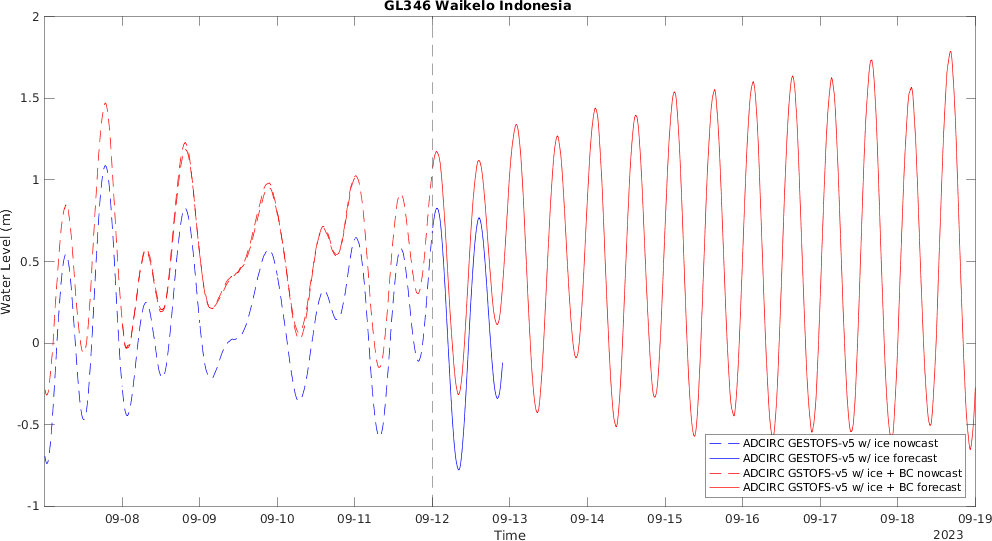 GL346 Waikelo Indonesia
2
1.5
1
0.5
0
-0.5
-1
Water Level (m)
ADCIRC GESTOFS-v5 w/ ice nowcast
ADCIRC GESTOFS-v5 w/ ice forecast
ADCIRC GSTOFS-v5 w/ ice + BC nowcast
ADCIRC GSTOFS-v5 w/ ice + BC forecast
09-08 09-09 09-10 09-11 09-12 09-13 09-14 09-15 09-16 09-17 09-18 09-19
Time
2023